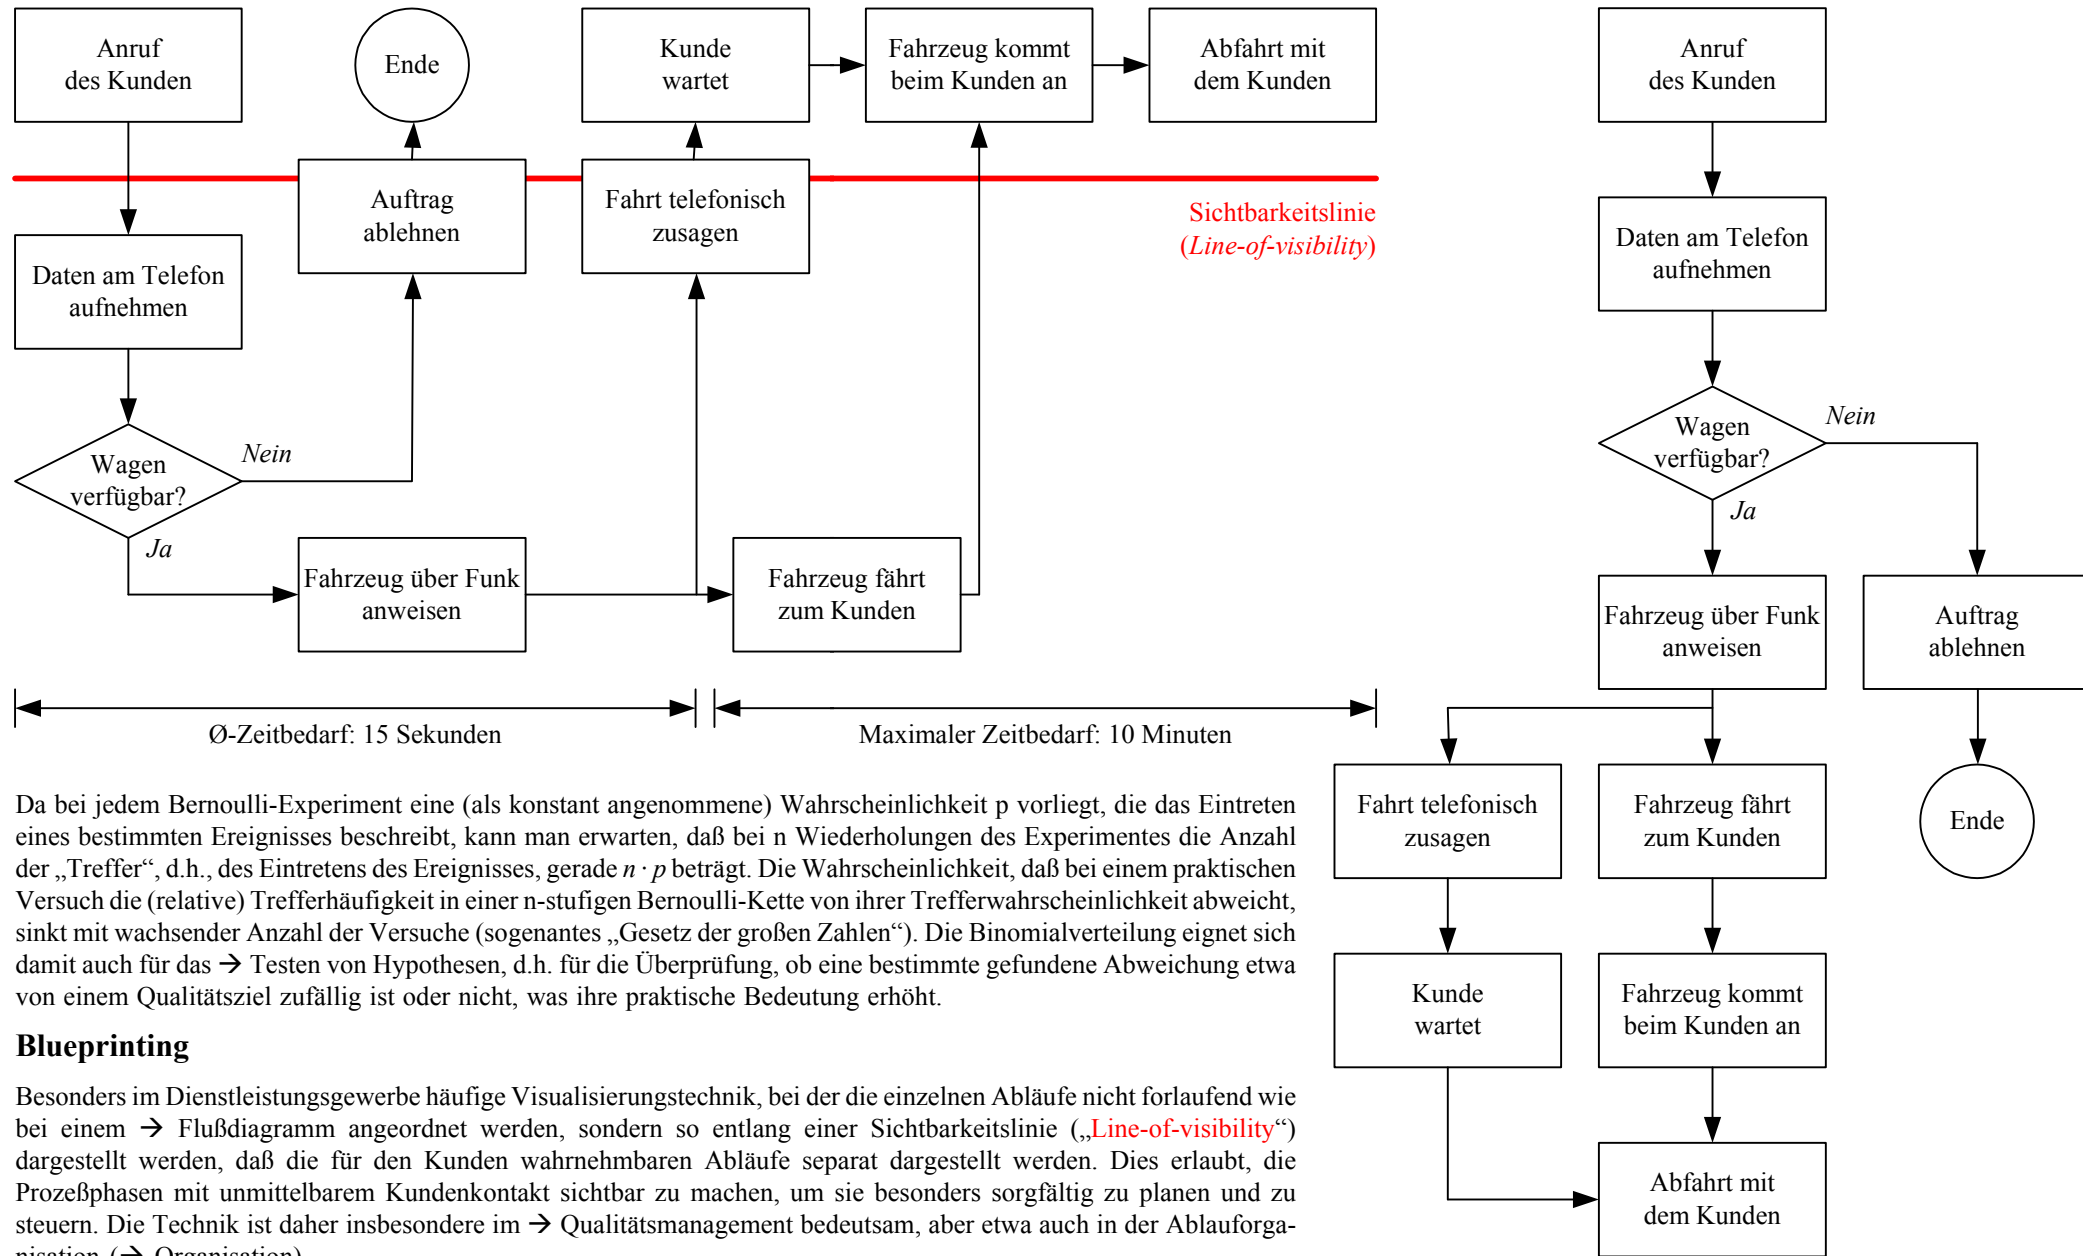 Anruf
des Kunden
Ende
Kunde
wartet
Fahrzeug kommt
beim Kunden an
Abfahrt mit
dem Kunden
Auftrag
ablehnen
Fahrt telefonisch
zusagen
Sichtbarkeitslinie
(Line-of-visibility)
Daten am Telefon
aufnehmen
Wagen
verfügbar?
Nein
Ja
Fahrzeug über Funk
anweisen
Fahrzeug fährt
zum Kunden
Ø-Zeitbedarf: 15 Sekunden
Maximaler Zeitbedarf: 10 Minuten
Da bei jedem Bernoulli-Experiment eine (als konstant angenommene) Wahrscheinlichkeit p vorliegt, die das Eintreten
eines bestimmten Ereignisses beschreibt, kann man erwarten, daß bei n Wiederholungen des Experimentes die Anzahl
der „Treffer“, d.h., des Eintretens des Ereignisses, gerade n · p beträgt. Die Wahrscheinlichkeit, daß bei einem praktischen
Versuch die (relative) Trefferhäufigkeit in einer n-stufigen Bernoulli-Kette von ihrer Trefferwahrscheinlichkeit abweicht,
sinkt mit wachsender Anzahl der Versuche (sogenantes „Gesetz der großen Zahlen“). Die Binomialverteilung eignet sich
damit auch für das → Testen von Hypothesen, d.h. für die Überprüfung, ob eine bestimmte gefundene Abweichung etwa
von einem Qualitätsziel zufällig ist oder nicht, was ihre praktische Bedeutung erhöht.
Blueprinting
Besonders im Dienstleistungsgewerbe häufige Visualisierungstechnik, bei der die einzelnen Abläufe nicht forlaufend wie
bei einem → Flußdiagramm angeordnet werden, sondern so entlang einer Sichtbarkeitslinie („Line-of-visibility“)
dargestellt werden, daß die für den Kunden wahrnehmbaren Abläufe separat dargestellt werden. Dies erlaubt, die
Prozeßphasen mit unmittelbarem Kundenkontakt sichtbar zu machen, um sie besonders sorgfältig zu planen und zu
steuern. Die Technik ist daher insbesondere im → Qualitätsmanagement bedeutsam, aber etwa auch in der Ablauforga-
nisation (→ Organisation)
Anruf
des Kunden
Daten am Telefon
aufnehmen
Wagen
verfügbar?
Nein
Ja
Fahrzeug über Funk
anweisen
Auftrag
ablehnen
Fahrt telefonisch
zusagen
Fahrzeug fährt
zum Kunden
Ende
Kunde
wartet
Fahrzeug kommt
beim Kunden an
Abfahrt mit
dem Kunden